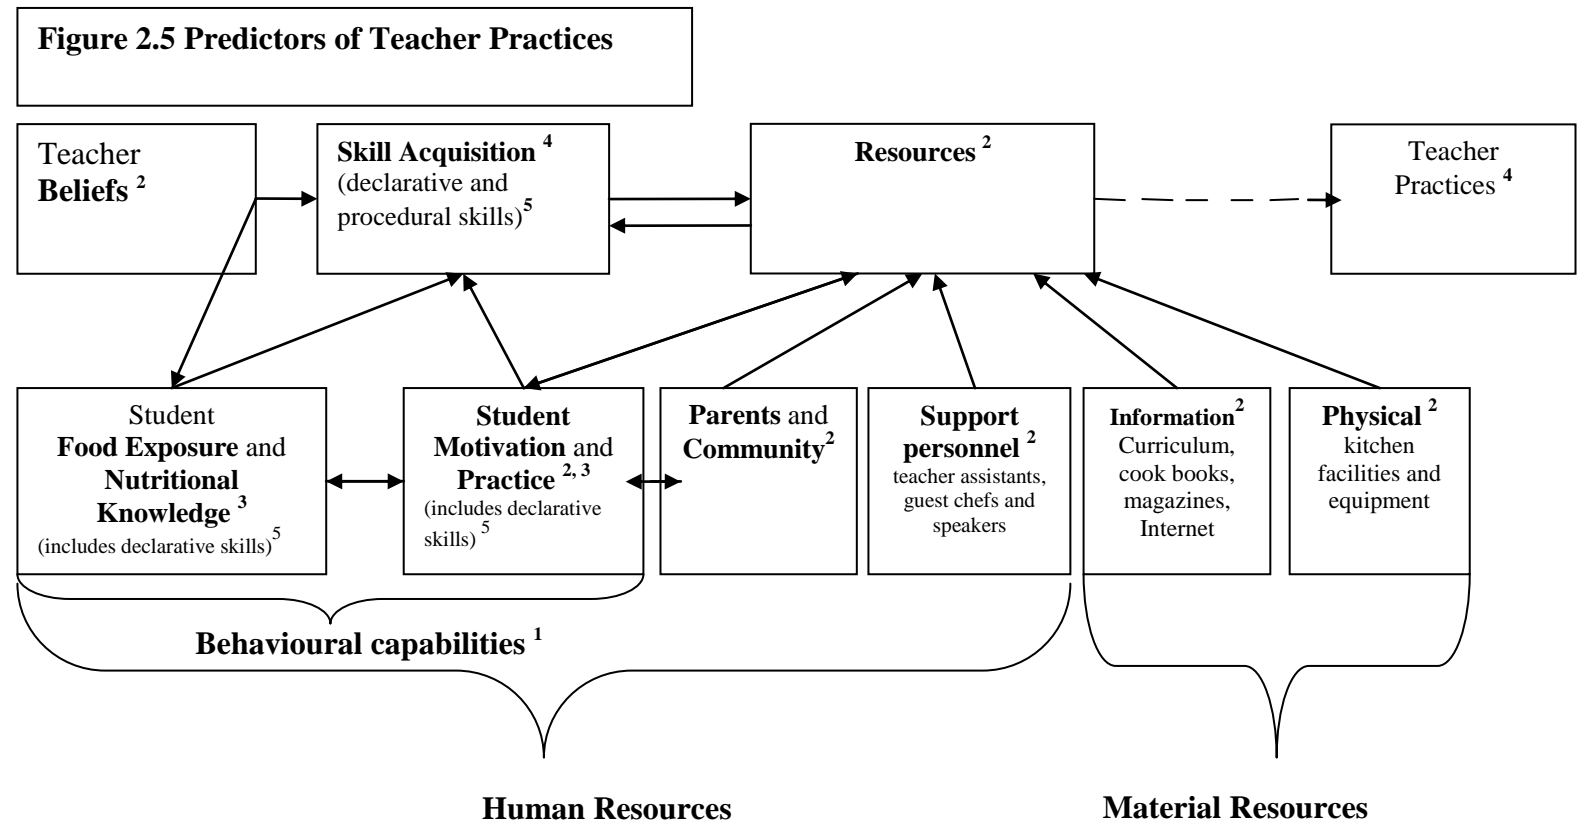 Figure 2.5 Predictors of Teacher Practices
Teacher
Beliefs 2
Skill Acquisition 4
(declarative and
procedural skills)5
Resources 2
Teacher
Practices 4
Student
Food Exposure and
Nutritional
Knowledge 3
(includes declarative skills)5
Student
Motivation and
Practice 2, 3
(includes declarative
skills) 5
Parents and
Community2
Support
personnel 2
teacher assistants,
guest chefs and
speakers
Information2
Curriculum,
cook books,
magazines,
Internet
Physical 2
kitchen
facilities and
equipment
Behavioural capabilities 1
Human Resources
Material Resources